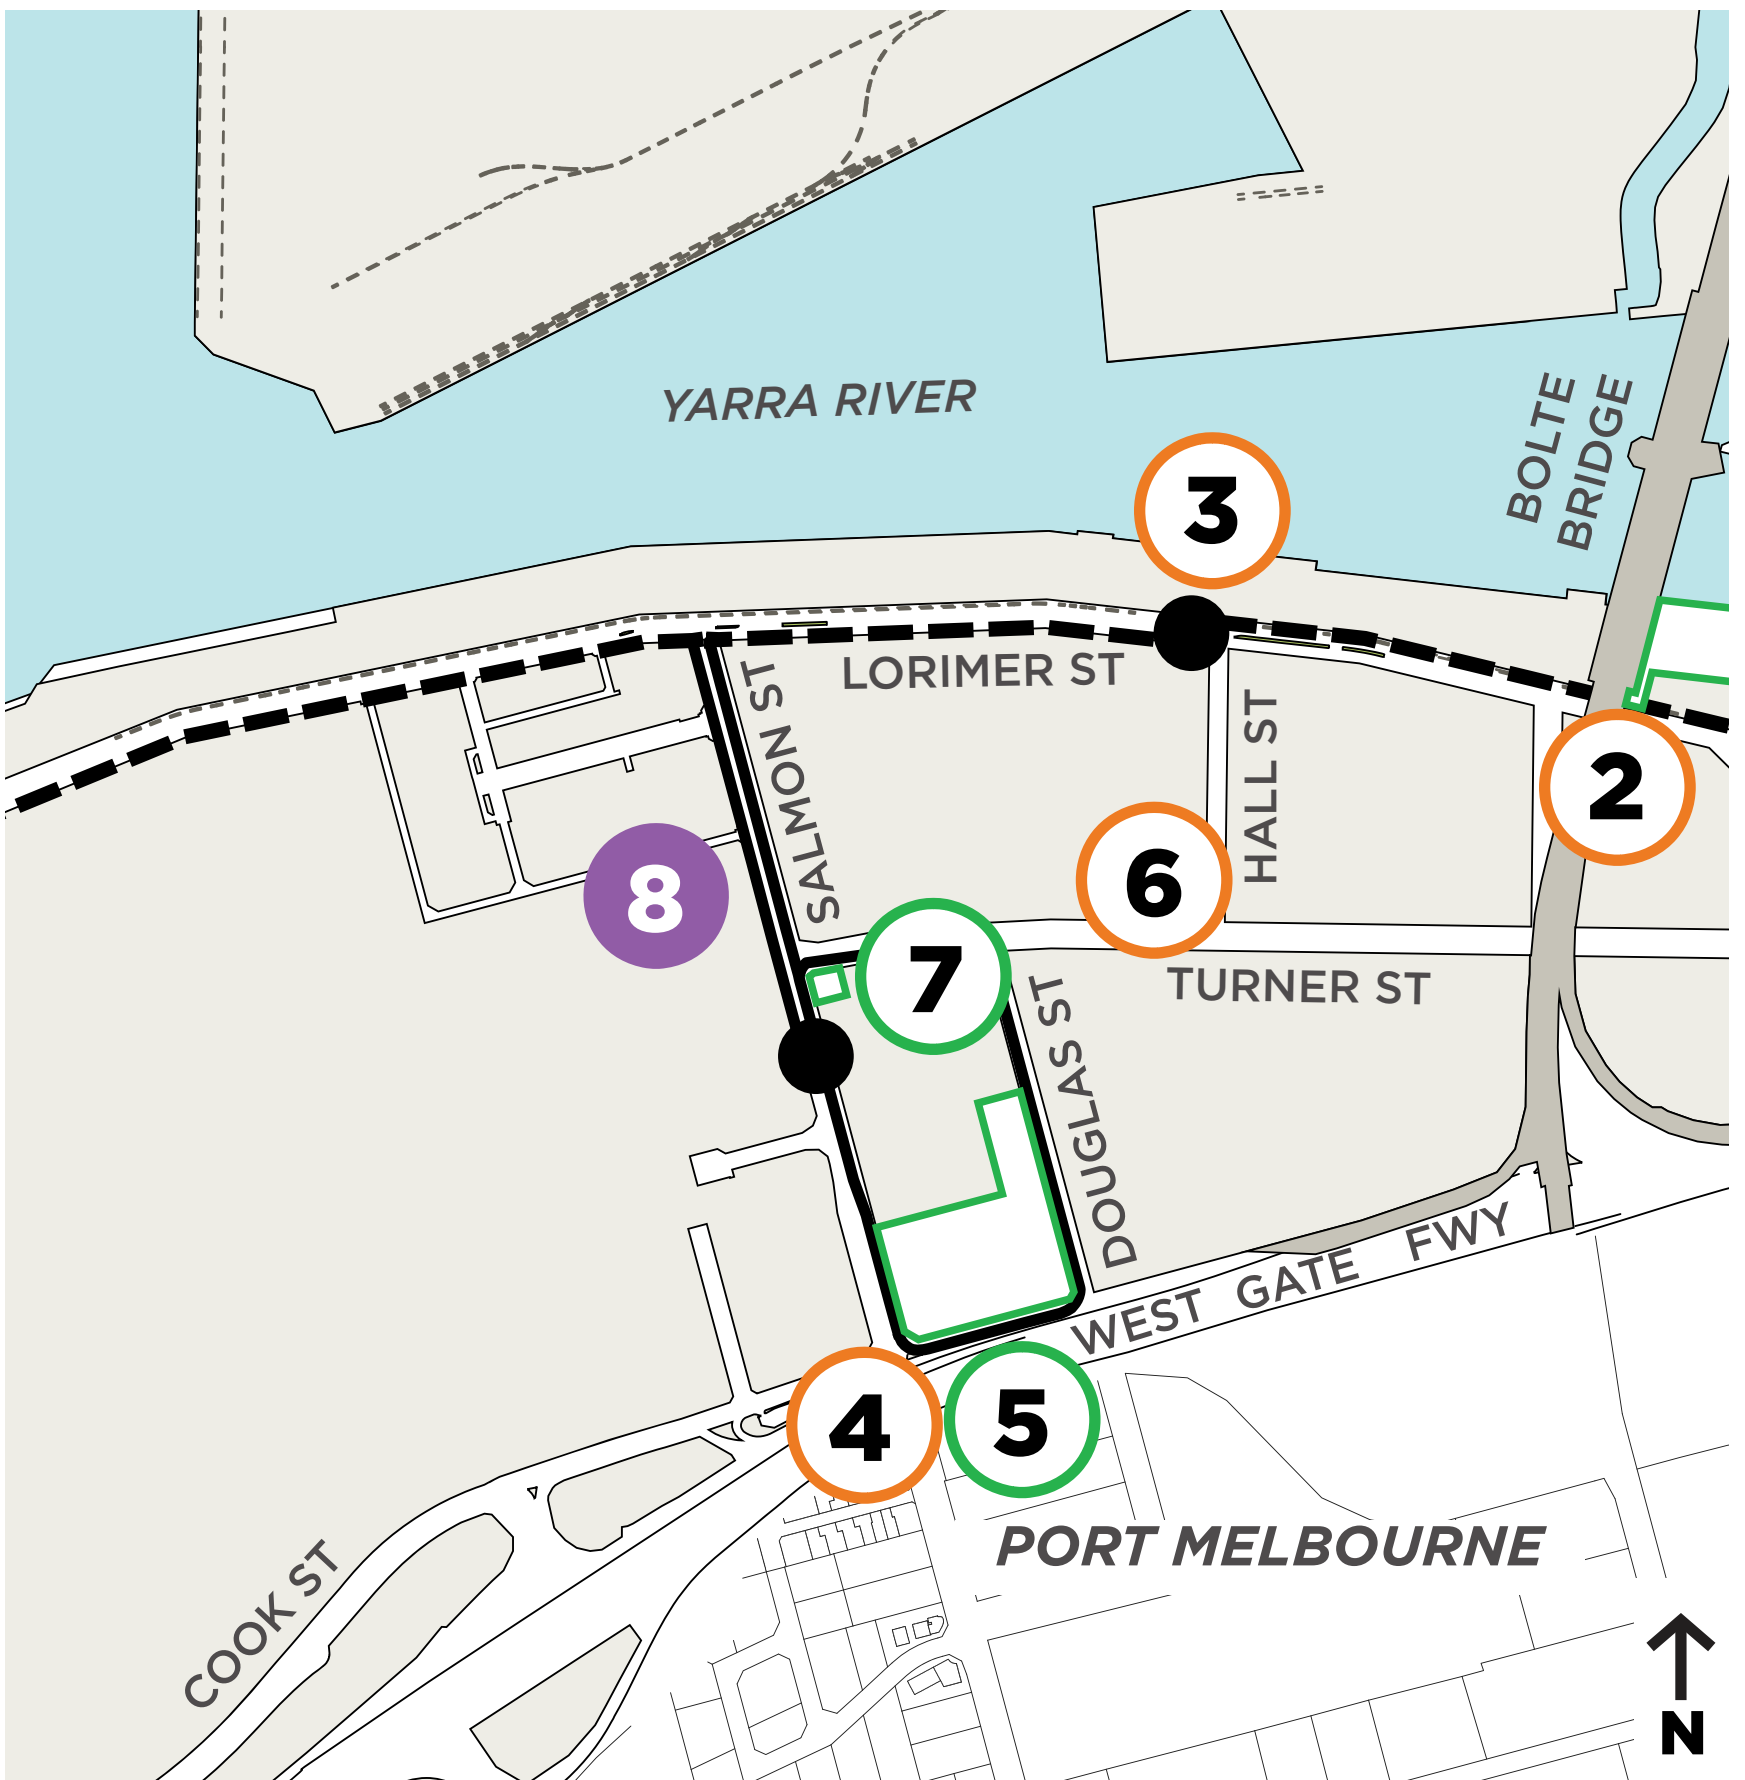 YARRA RIVER
BOLTE
BRIDGE
3
LORIMER ST
SALMON ST
HALL ST
2
8
6
7
TURNER ST
DOUGLAS ST
WEST GATE FWY
4
5
PORT MELBOURNE
COOK ST
N